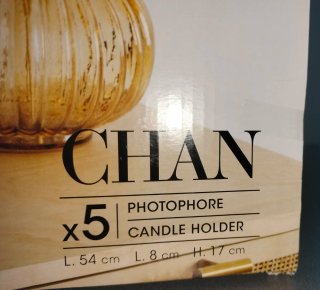 CHAN
x5
PHOTOPHORE
CANDLE HOLDER
L. 54 cm L. 8 cm H. 17 cm